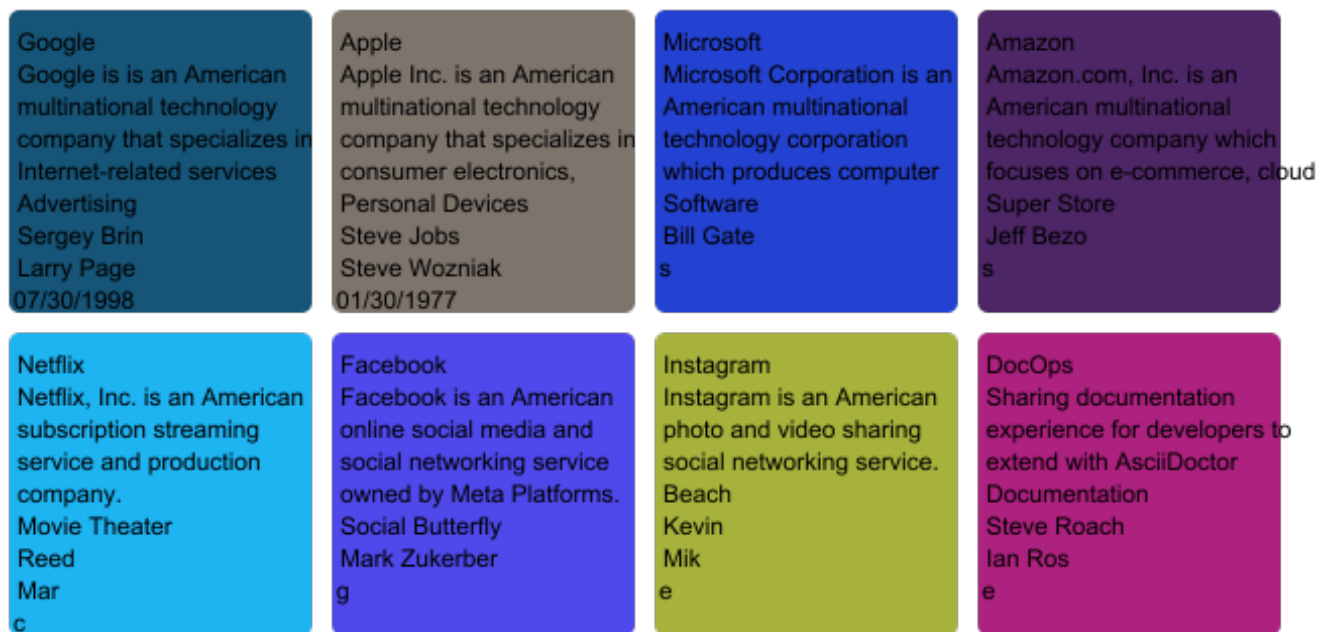 Google
Google is is an American
multinational technology
company that specializes in
Internet-related services
Advertising
Sergey Brin
Larry Page
07/30/1998
Apple
Apple Inc. is an American
multinational technology
company that specializes in
consumer electronics,
Personal Devices
Steve Jobs
Steve Wozniak
01/30/1977
Microsoft
Microsoft Corporation is an
American multinational
technology corporation
which produces computer
Software
Bill Gate
s
Amazon
Amazon.com, Inc. is an
American multinational
technology company which
focuses on e-commerce, cloud
Super Store
Jeff Bezo
s
Netflix
Netflix, Inc. is an American
subscription streaming
service and production
company.
Movie Theater
Reed
Mar
c
Facebook
Facebook is an American
online social media and
social networking service
owned by Meta Platforms.
Social Butterfly
Mark Zukerber
g
Instagram
Instagram is an American
photo and video sharing
social networking service.
Beach
Kevin
Mik
e
DocOps
Sharing documentation
experience for developers to
extend with AsciiDoctor
Documentation
Steve Roach
Ian Ros
e